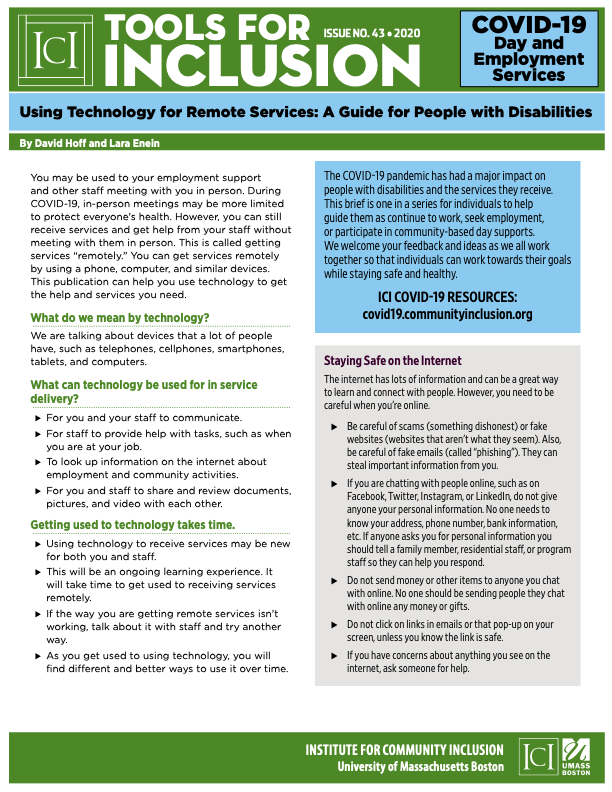 ICI
TOOLS FOR
ISSUE NO. 43 • 2020
INCLUSION
COVID-19
Day and
Employment
Services
Using Technology for Remote Services: A Guide for People with Disabilities
By David Hoff and Lara Enein
You may be used to your employment support
and other staff meeting with you in person. During
COVID-19, in-person meetings may be more limited
to protect everyone's health. However, you can still
receive services and get help from your staff without
meeting with them in person. This is called getting
services “remotely.” You can get services remotely
by using a phone, computer, and similar devices.
This publication can help you use technology to get
the help and services you need.
What do we mean by technology?
We are talking about devices that a lot of people
have, such as telephones, cellphones, smartphones,
tablets, and computers.
What can technology be used for in service
delivery?
▶ For you and your staff to communicate.
▶ For staff to provide help with tasks, such as when
you are at your job.
▶ To look up information on the internet about
employment and community activities.
▶ For you and staff to share and review documents,
pictures, and video with each other.
Getting used to technology takes time.
▶ Using technology to receive services may be new
for both you and staff.
▶ This will be an ongoing learning experience. It
will take time to get used to receiving services
remotely.
▶ If the way you are getting remote services isn't
working, talk about it with staff and try another
way.
▶ As you get used to using technology, you will
find different and better ways to use it over time.
The COVID-19 pandemic has had a major impact on
people with disabilities and the services they receive.
This brief is one in a series for individuals to help
guide them as continue to work, seek employment,
or participate in community-based day supports.
We welcome your feedback and ideas as we all work
together so that individuals can work towards their goals
while staying safe and healthy.
ICI COVID-19 RESOURCES:
covid19.communityinclusion.org
Staying Safe on the Internet
The internet has lots of information and can be a great way
to learn and connect with people. However, you need to be
careful when you're online.
▶ Be careful of scams (something dishonest) or fake
websites (websites that aren't what they seem). Also,
be careful of fake emails (called “phishing”). They can
steal important information from you.
▶ If you are chatting with people online, such as on
Facebook, Twitter, Instagram, or LinkedIn, do not give
anyone your personal information. No one needs to
know your address, phone number, bank information,
etc. If anyone asks you for personal information you
should tell a family member, residential staff, or program
staff so they can help you respond.
▶ Do not send money or other items to anyone you chat
with online. No one should be sending people they chat
with online any money or gifts.
▶ Do not click on links in emails or that pop-up on your
screen, unless you know the link is safe.
▶ If you have concerns about anything you see on the
internet, ask someone for help.
INSTITUTE FOR COMMUNITY INCLUSION
University of Massachusetts Boston
ICI
UMASS
BOSTON